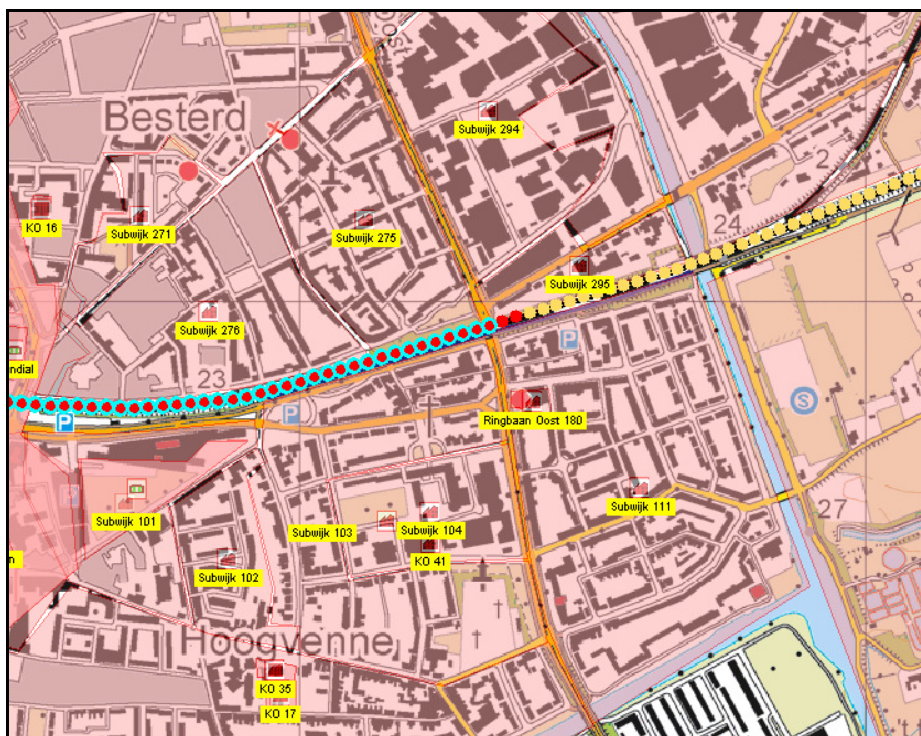 Besterd
Subwijk 294
2
KO 16
Subwijk 271
Subwijk 275
24
Subwijk 295
Subwijk 276
P
ndial
23
P
P
S
Ringbaan Oost 180
Subwijk 101
Subwijk 103
Subwijk 104
Subwijk 111
27
KO 41
n
Subwijk 102
Hoogvenne
KO 35
KO 17